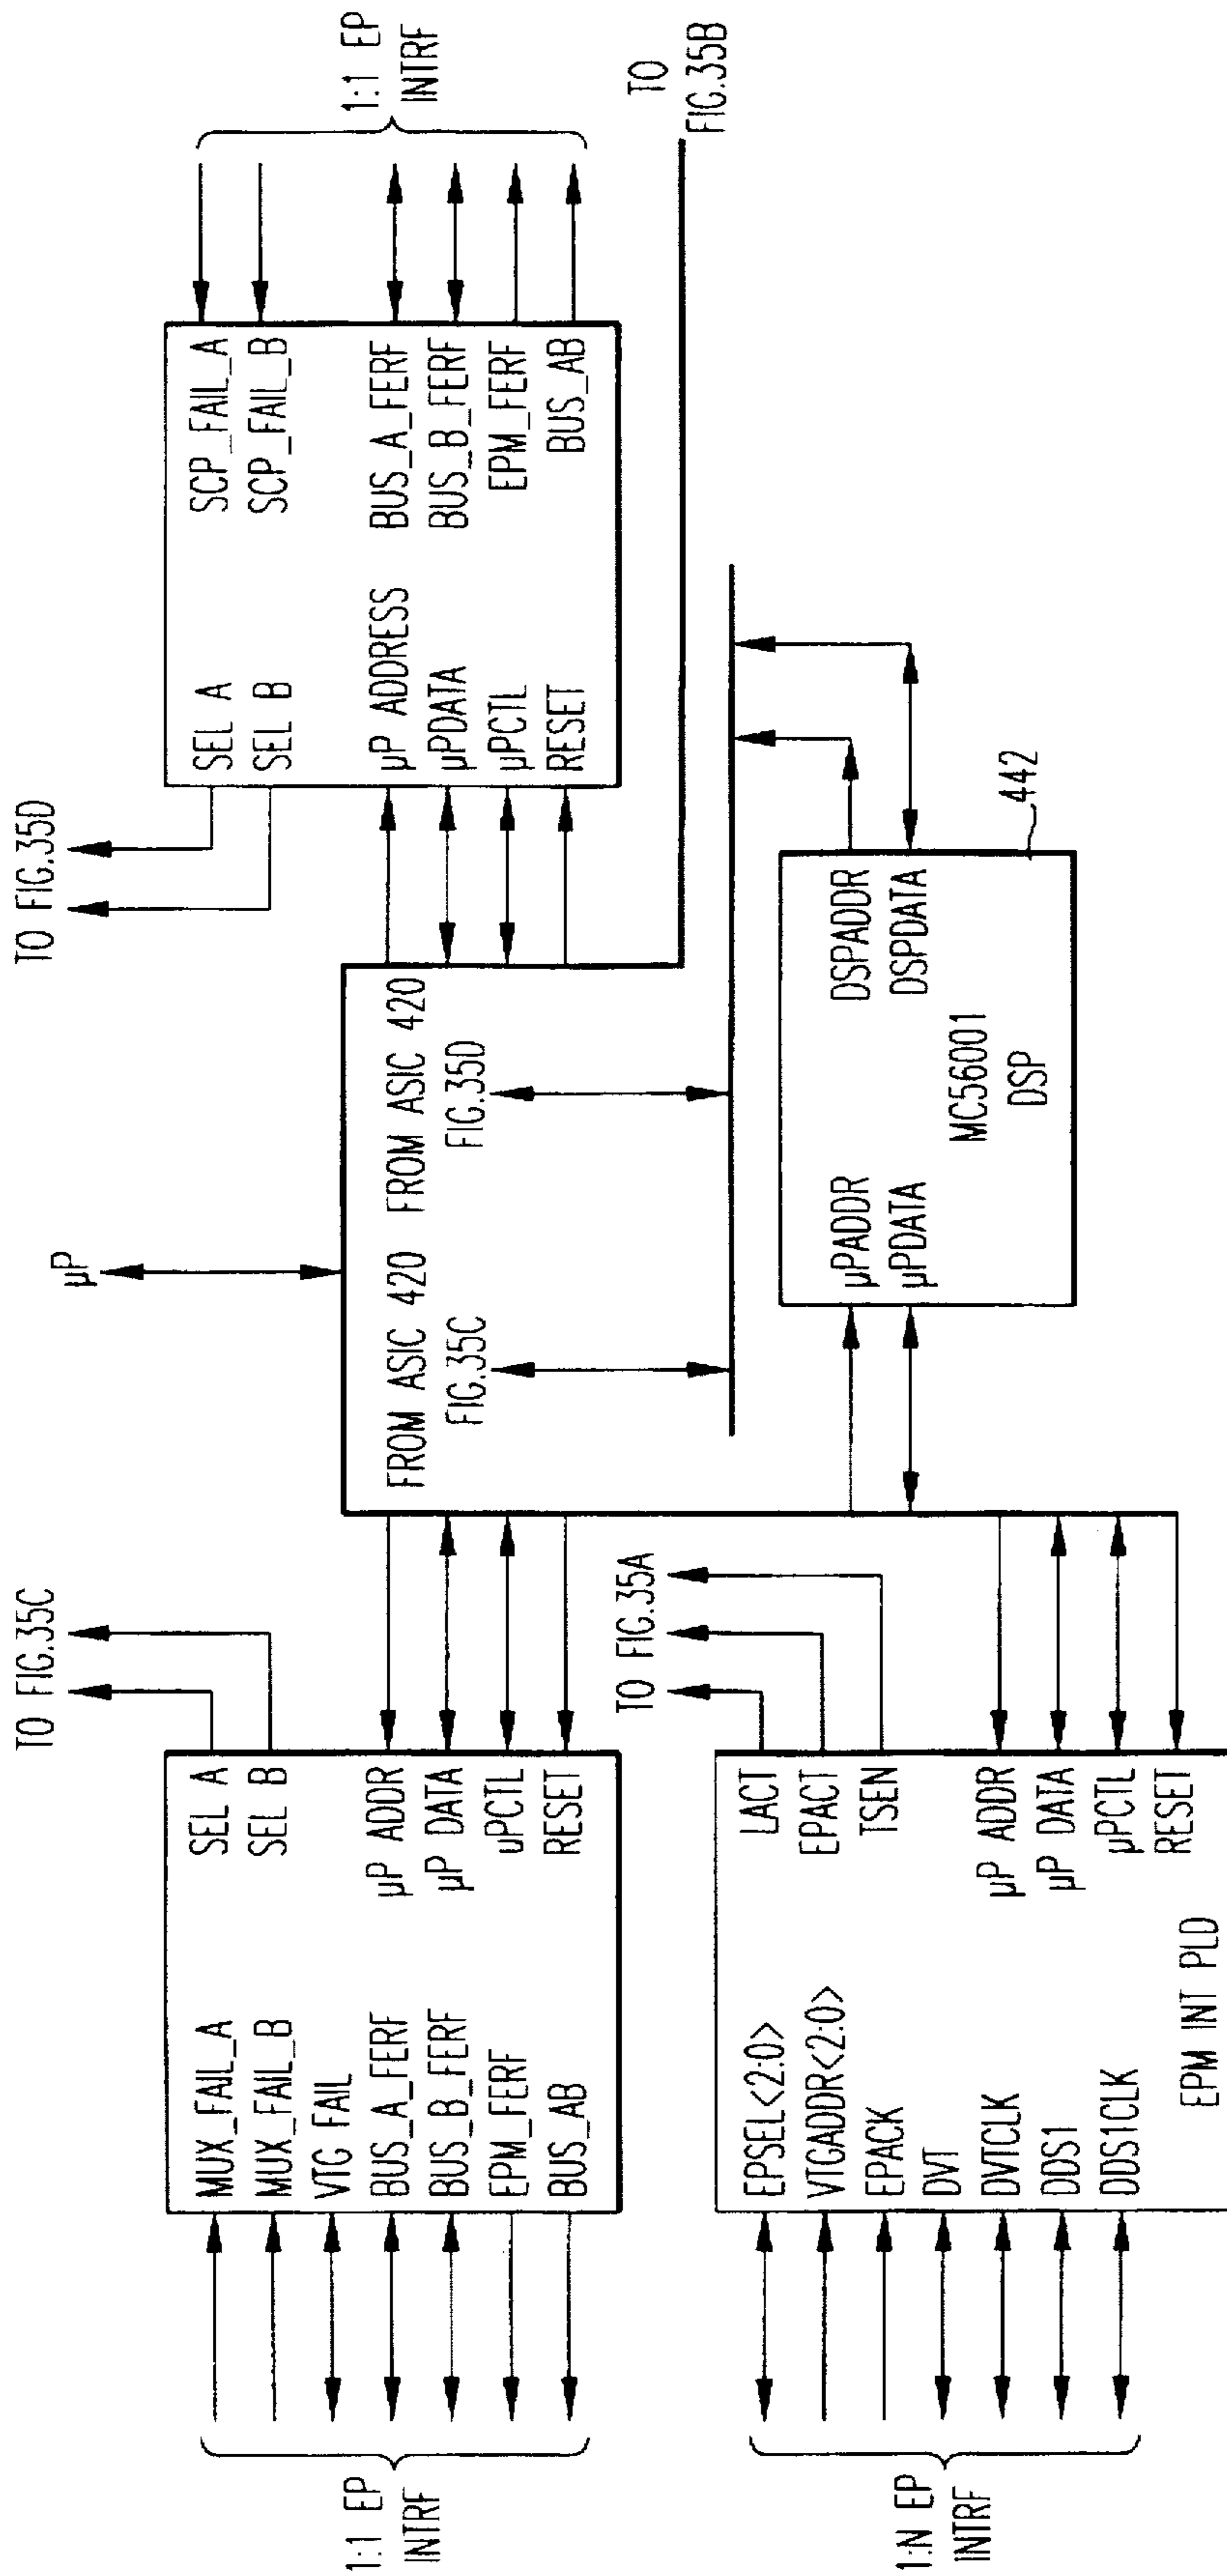 TO FIG.35C
1:1 EP
INTRF
MUX_FAIL_A
MUX_FAIL_B
VTG FAIL
BUS_A_FERF
BUS_B_FERF
EPM_FERF
BUS_AB
SEL A
SEL B
µP ADDR
µP DATA
υPCTL
RESET
TO FIG.35A
1:N EP
INTRF
EPSEL<2:0>
VTGADDR<2:0>
EPACK
DVT
DVTCLK
DDS1
DDS1CLK
LACT
EPACT
TSEN
µP ADDR
µP DATA
µPCTL
RESET
EPM INT PLD
µP
FROM ASIC 420
FIG.35C
FROM ASIC 420
FIG.35D
µPADDR
µPDATA
DSPADDR
DSPDATA
MC56001
DSP
442
TO FIG.35D
SEL A
SEL B
µP ADDRESS
µPDATA
µPCTL
RESET
SCP_FAIL_A
SCP_FAIL_B
BUS_A_FERF
BUS_B_FERF
EPM_FERF
BUS_AB
1:1 EP
INTRF
TO
FIG.35B